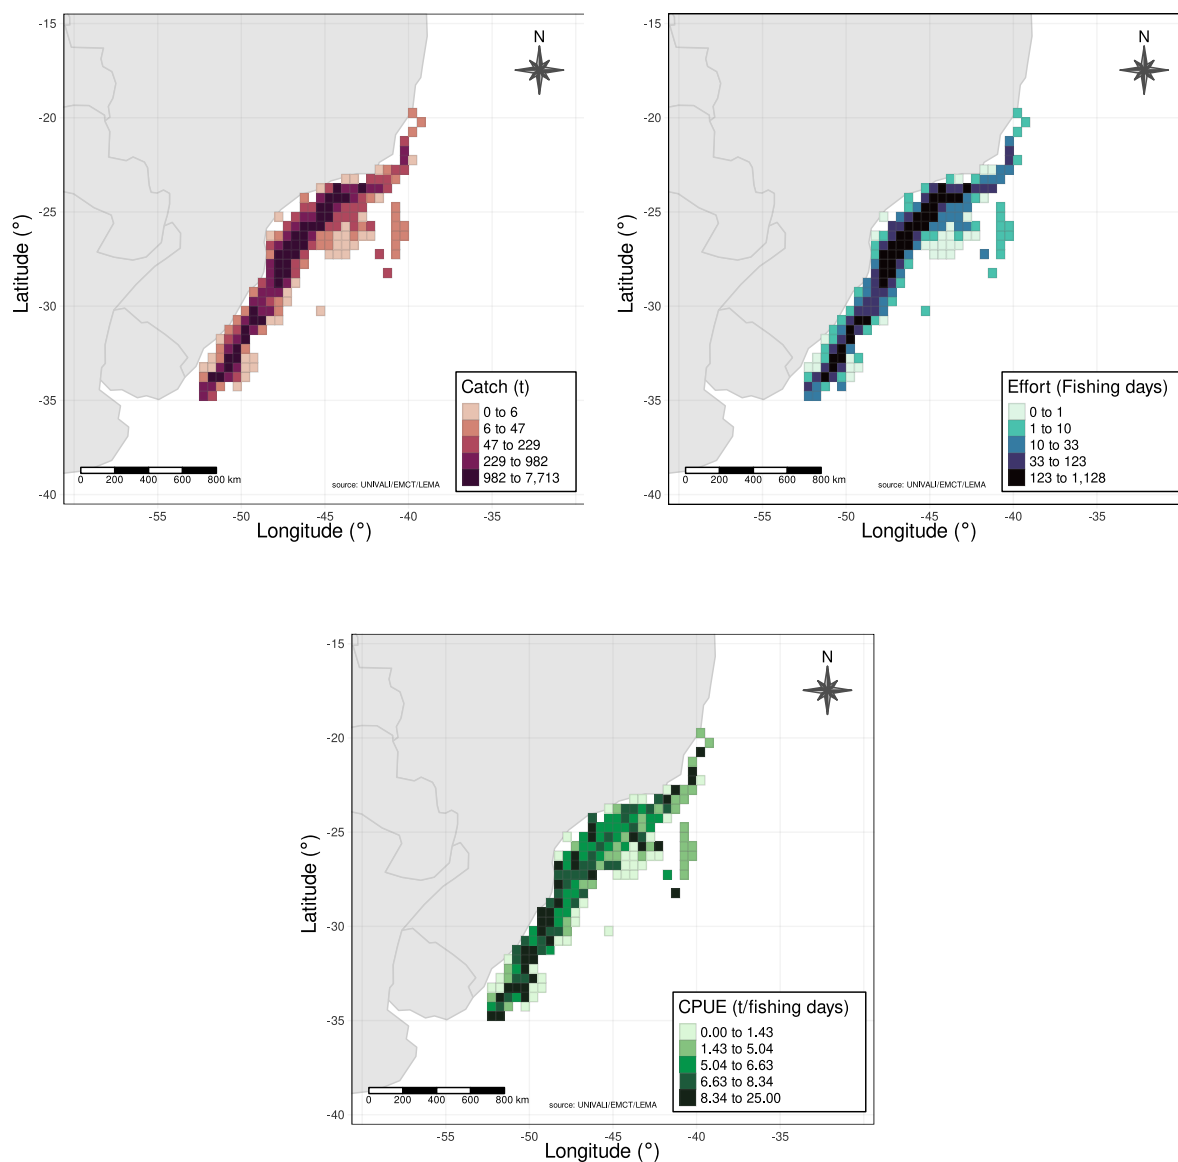 -15
-20
-25
-30
-35
-40
Latitude (°)
N
Catch (t)
0 to 6
6 to 47
47 to 229
229 to 982
982 to 7,713
0 200 400 600 800 km
source: UNIVALI/EMCT/LEMA
-55 -50 -45 -40 -35
Longitude (°)
-15
-20
-25
-30
-35
-40
Latitude (°)
N
Effort (Fishing days)
0 to 1
1 to 10
10 to 33
33 to 123
123 to 1,128
0 200 400 600 800 km
source: UNIVALI/EMCT/LEMA
-55 -50 -45 -40 -35
Longitude (°)
-15
-20
-25
-30
-35
-40
Latitude (°)
N
CPUE (t/fishing days)
0.00 to 1.43
1.43 to 5.04
5.04 to 6.63
6.63 to 8.34
8.34 to 25.00
0 200 400 600 800 km
source: UNIVALI/EMCT/LEMA
-55 -50 -45 -40 -35
Longitude (°)